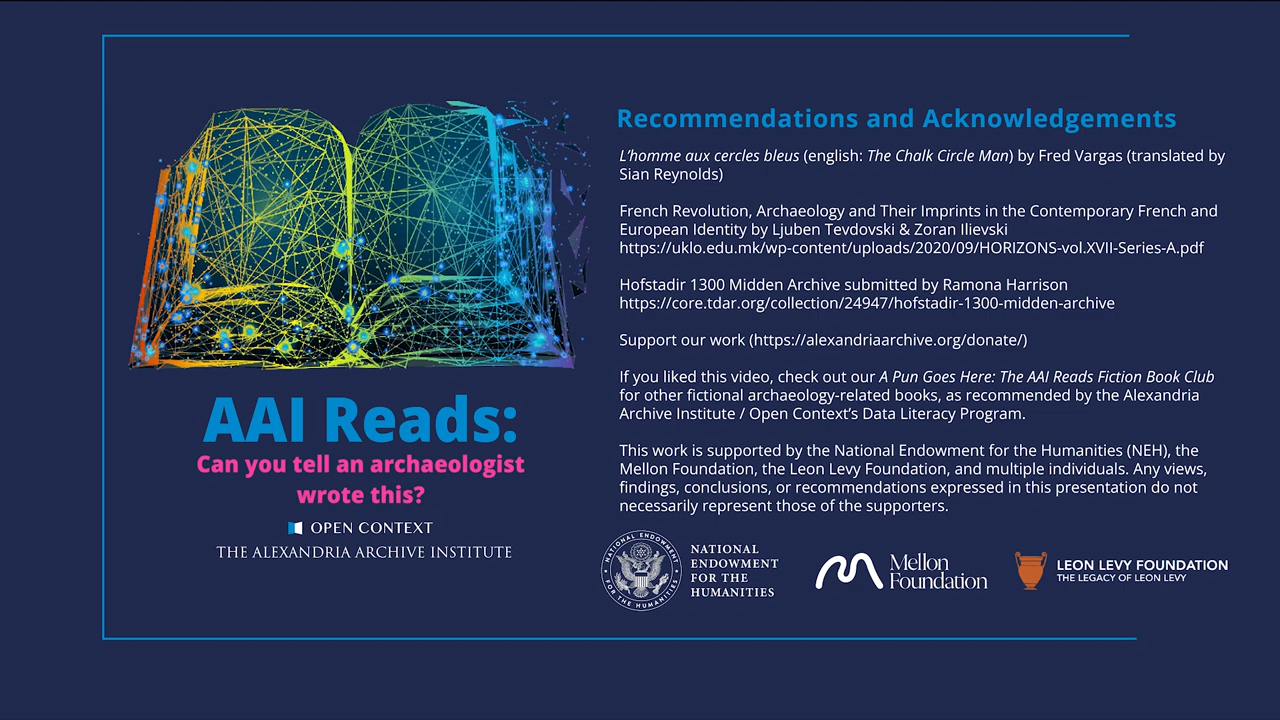 AAI Reads:
Can you tell an archaeologist
wrote this?
OPEN CONTEXT
THE ALEXANDRIA ARCHIVE INSTITUTE
Recommendations and Acknowledgements
L'homme aux cercles bleus (english: The Chalk Circle Man) by Fred Vargas (translated by
Sian Reynolds)
French Revolution, Archaeology and Their Imprints in the Contemporary French and
European Identity by Ljuben Tevdovski & Zoran Ilievski
https://uklo.edu.mk/wp-content/uploads/2020/09/HORIZONS-vol.XVII-Series-A.pdf
Hofstadir 1300 Midden Archive submitted by Ramona Harrison
https://core.tdar.org/collection/24947/hofstadir-1300-midden-archive
Support our work (https://alexandriaarchive.org/donate/)
If you liked this video, check out our A Pun Goes Here: The AAI Reads Fiction Book Club
for other fictional archaeology-related books, as recommended by the Alexandria
Archive Institute / Open Context's Data Literacy Program.
This work is supported by the National Endowment for the Humanities (NEH), the
Mellon Foundation, the Leon Levy Foundation, and multiple individuals. Any views,
findings, conclusions, or recommendations expressed in this presentation do not
necessarily represent those of the supporters.
NATIONAL ENDOWMENT FOR THE HUMANITIES
NATIONAL
ENDOWMENT
FOR THE
HUMANITIES
Mellon
Foundation
LEON LEVY FOUNDATION
THE LEGACY OF LEON LEVY